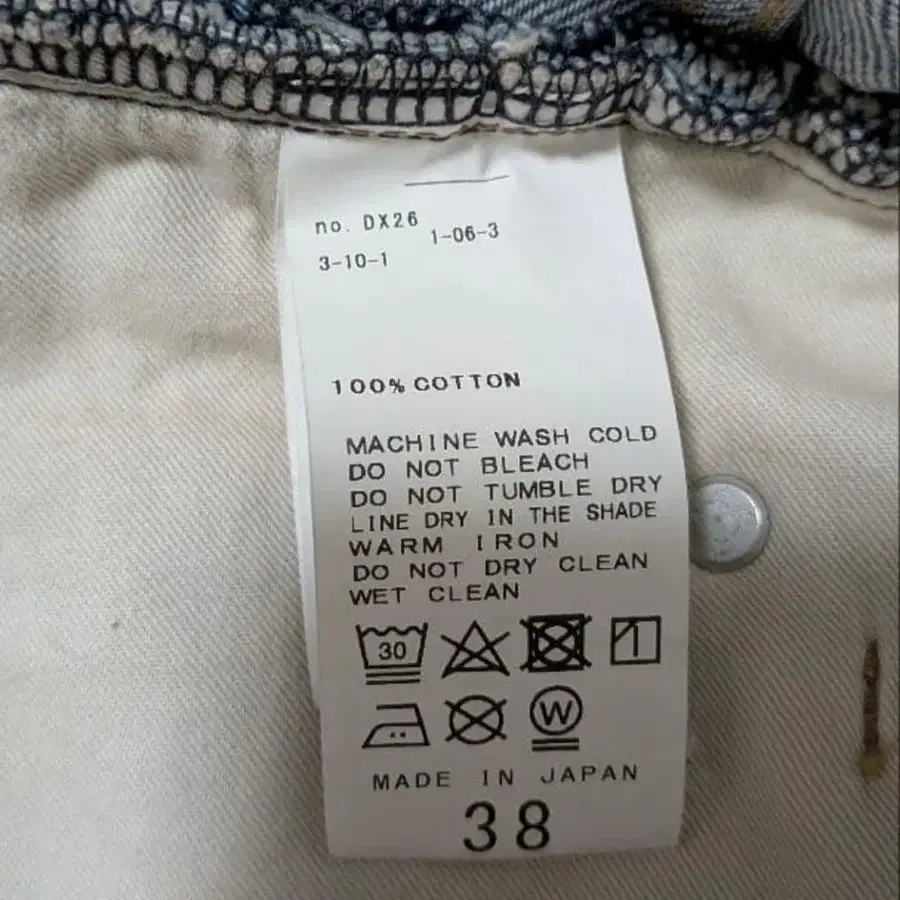 no. DX26
1-06-3
3-10-1
100% COTTON
MACHINE WASH COLD
DO NOT BLEACH
DO NOT TUMBLE DRY
LINE DRY IN THE SHADE
WARM IRON
DO NOT DRY CLEAN
WET CLEAN
30
W
MADE IN JAPAN
38